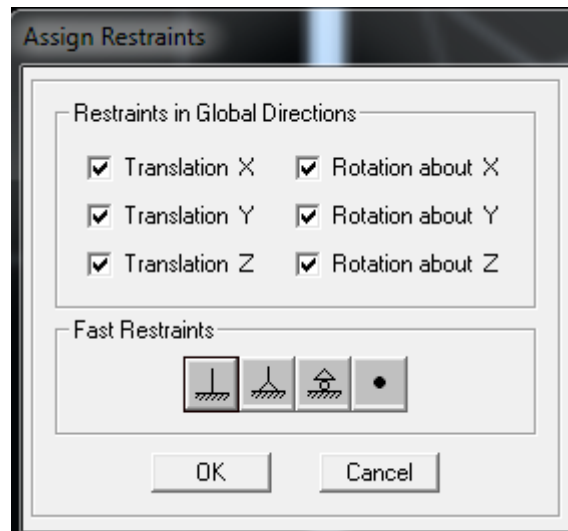 Assign Restraints
Restraints in Global Directions
Translation X Rotation about X
Translation Y Rotation about Y
Translation Z Rotation about Z
Fast Restraints
OK Cancel